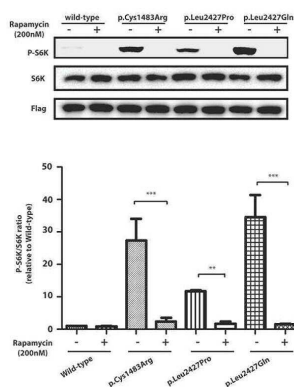 Rapamycin
(200nM)
wild-type p.Cys1483Arg p.Leu2427Pro p.Leu2427Gln
- + - + - + - +
P-S6K
S6K
Flag
P-S6K/S6K ratio
(relative to Wild-type)
50
40
30
20
10
0
*** ** ***
Rapamycin
(200nM)
- + - + - + - +
Wild-type p.Cys1483Arg p.Leu2427Pro p.Leu2427Gln